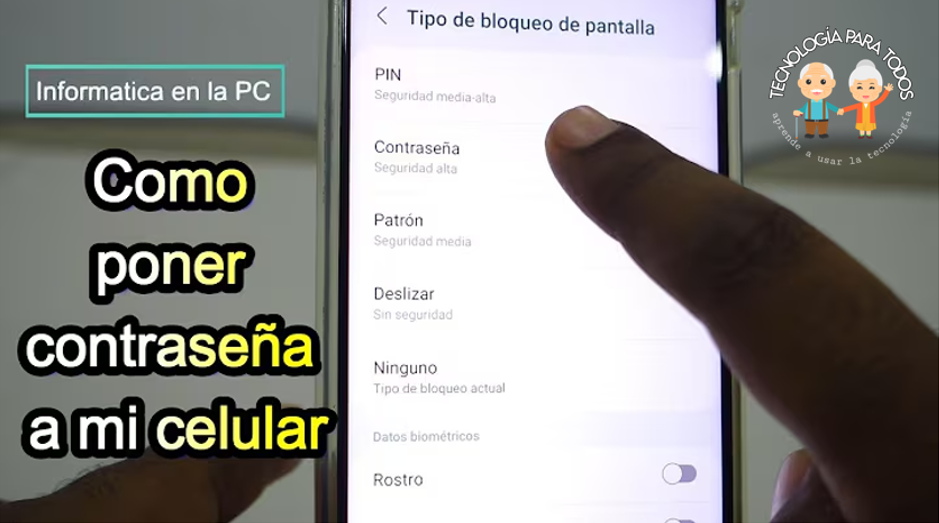 Tipo de bloqueo de pantalla
PIN
Seguridad media-alta
Contraseña
Seguridad alta
Patrón
Seguridad media
Deslizar
Sin seguridad
Ninguno
Tipo de bloqueo actual
Datos biométricos
Rostro
Informatica en la PC
Como
poner
contraseña
a mi celular
TECNOLOGÍA PARA TODOS
aprende a usar la tecnología